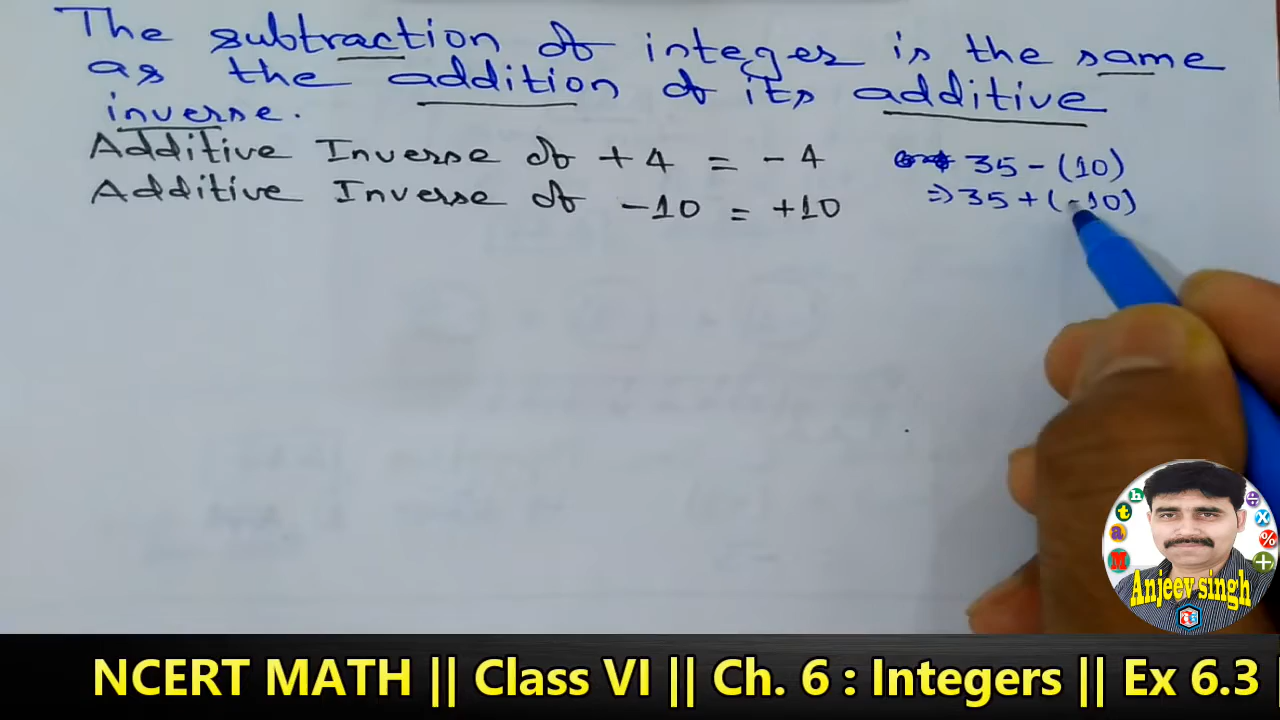 The subtraction of integer is the same
as the addition of its additive
inverse.
Additive Inverse of +4 = -4
Additive Inverse of -10 = +10
35 - (10)
⇒ 35 + (-10)
h
t
a
M
÷
x
%
+
Anjeev singh
NCERT MATH || Class VI || Ch. 6 : Integers || Ex 6.3 |